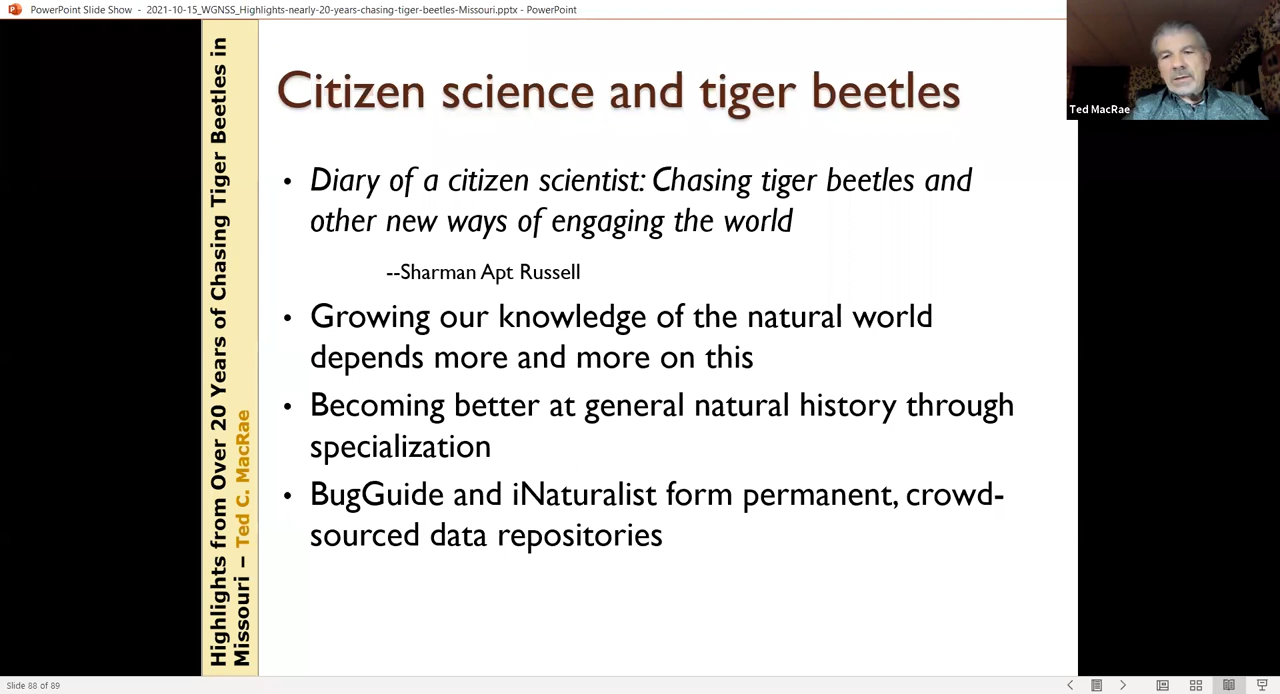 PowerPoint Slide Show - 2021-10-15_WGNSS_Highlights-nearly-20-years-chasing-tiger-beetles-Missouri.pptx - PowerPoint
Ted MacRae
Highlights from Over 20 Years of Chasing Tiger Beetles in
Missouri – Ted C. MacRae
Citizen science and tiger beetles
• Diary of a citizen scientist: Chasing tiger beetles and
other new ways of engaging the world
--Sharman Apt Russell
• Growing our knowledge of the natural world
depends more and more on this
• Becoming better at general natural history through
specialization
• BugGuide and iNaturalist form permanent, crowd-
sourced data repositories
Slide 88 of 89